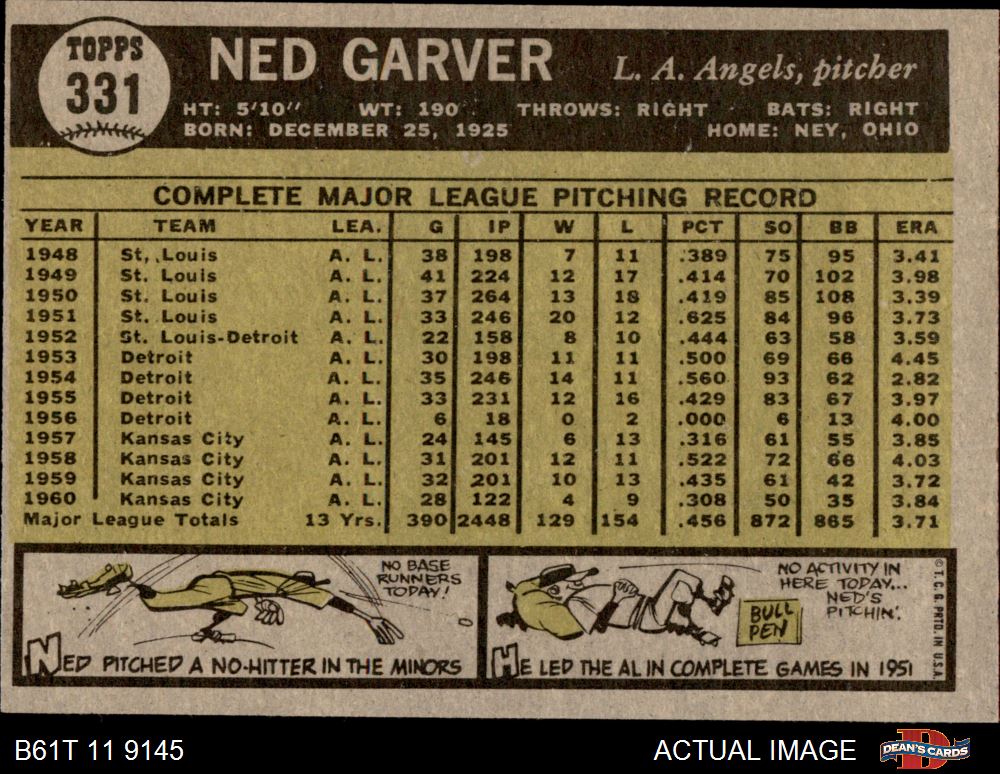 TOPPS
331
NED GARVER
L. A. Angels, pitcher
HT: 5'10" WT: 190 THROWS: RIGHT BATS: RIGHT
BORN: DECEMBER 25, 1925 HOME: NEY, OHIO
COMPLETE MAJOR LEAGUE PITCHING RECORD
YEAR TEAM LEA. G IP W L PCT SO BB ERA
1948 St. Louis A. L. 38 198 7 11 .389 75 95 3.41
1949 St. Louis A. L. 41 224 12 17 .414 70 102 3.98
1950 St. Louis A. L. 37 264 13 18 .419 85 108 3.39
1951 St. Louis A. L. 33 246 20 12 .625 84 96 3.73
1952 St. Louis-Detroit A. L. 22 158 8 10 .444 63 58 3.59
1953 Detroit A. L. 30 198 11 11 .500 69 66 4.45
1954 Detroit A. L. 35 246 14 11 .560 93 62 2.82
1955 Detroit A. L. 33 231 12 16 .429 83 67 3.97
1956 Detroit A. L. 6 18 0 2 .000 6 13 4.00
1957 Kansas City A. L. 24 145 6 13 .316 61 55 3.85
1958 Kansas City A. L. 31 201 12 11 .522 72 66 4.03
1959 Kansas City A. L. 32 201 10 13 .435 61 42 3.72
1960 Kansas City A. L. 28 122 4 9 .308 50 35 3.84
Major League Totals 13 Yrs. 390 2448 129 154 .456 872 865 3.71
NO BASE
RUNNERS
TODAY!
NED PITCHED A NO-HITTER IN THE MINORS
NO ACTIVITY IN
HERE TODAY...
NED'S
PITCHIN'.
BULL
PEN
HE LED THE AL IN COMPLETE GAMES IN 1951
© T. C. G. PRTD. IN U.S.A.
B61T 11 9145
ACTUAL IMAGE
DEAN'S CARDS